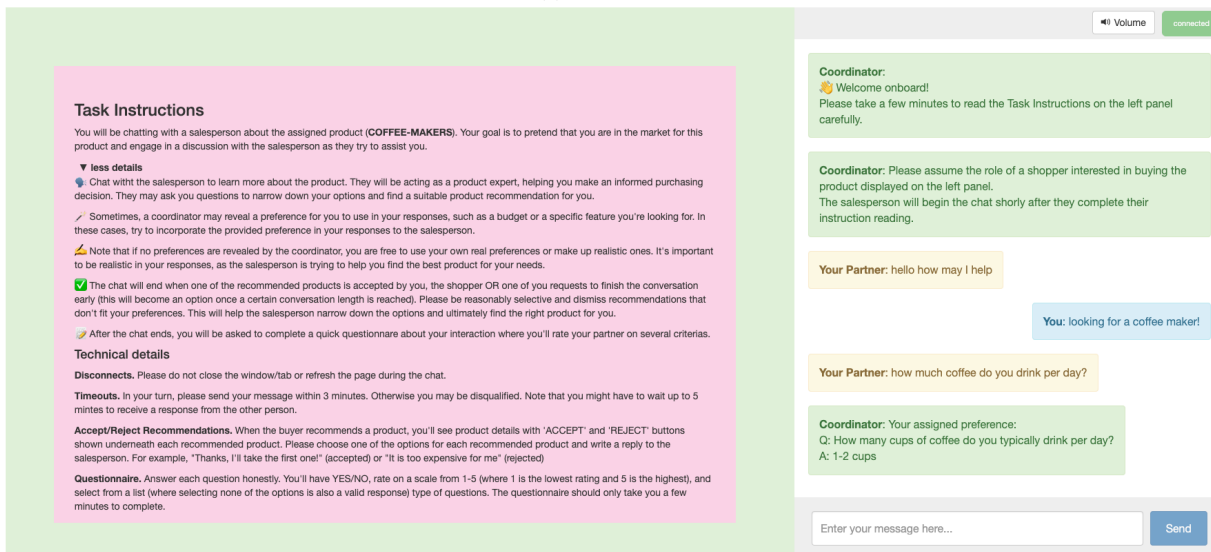 Volume
connected
Task Instructions
You will be chatting with a salesperson about the assigned product (COFFEE-MAKERS). Your goal is to pretend that you are in the market for this
product and engage in a discussion with the salesperson as they try to assist you.
▼ less details
🗣 Chat witht the salesperson to learn more about the product. They will be acting as a product expert, helping you make an informed purchasing
decision. They may ask you questions to narrow down your options and find a suitable product recommendation for you.
Sometimes, a coordinator may reveal a preference for you to use in your responses, such as a budget or a specific feature you're looking for. In
these cases, try to incorporate the provided preference in your responses to the salesperson.
✍ Note that if no preferences are revealed by the coordinator, you are free to use your own real preferences or make up realistic ones. It's important
to be realistic in your responses, as the salesperson is trying to help you find the best product for your needs.
✅ The chat will end when one of the recommended products is accepted by you, the shopper OR one of you requests to finish the conversation
early (this will become an option once a certain conversation length is reached). Please be reasonably selective and dismiss recommendations that
don't fit your preferences. This will help the salesperson narrow down the options and ultimately find the right product for you.
📝 After the chat ends, you will be asked to complete a quick questionnare about your interaction where you'll rate your partner on several criterias.
Technical details
Disconnects. Please do not close the window/tab or refresh the page during the chat.
Timeouts. In your turn, please send your message within 3 minutes. Otherwise you may be disqualified. Note that you might have to wait up to 5
mintes to receive a response from the other person.
Accept/Reject Recommendations. When the buyer recommends a product, you'll see product details with 'ACCEPT' and 'REJECT' buttons
shown underneath each recommended product. Please choose one of the options for each recommended product and write a reply to the
salesperson. For example, "Thanks, I'll take the first one!" (accepted) or "It is too expensive for me" (rejected)
Questionnaire. Answer each question honestly. You'll have YES/NO, rate on a scale from 1-5 (where 1 is the lowest rating and 5 is the highest), and
select from a list (where selecting none of the options is also a valid response) type of questions. The questionnaire should only take you a few
minutes to complete.
Coordinator:
👋 Welcome onboard!
Please take a few minutes to read the Task Instructions on the left panel
carefully.
Coordinator: Please assume the role of a shopper interested in buying the
product displayed on the left panel.
The salesperson will begin the chat shorly after they complete their
instruction reading.
Your Partner: hello how may I help
You: looking for a coffee maker!
Your Partner: how much coffee do you drink per day?
Coordinator: Your assigned preference:
Q: How many cups of coffee do you typically drink per day?
A: 1-2 cups
Enter your message here...
Send